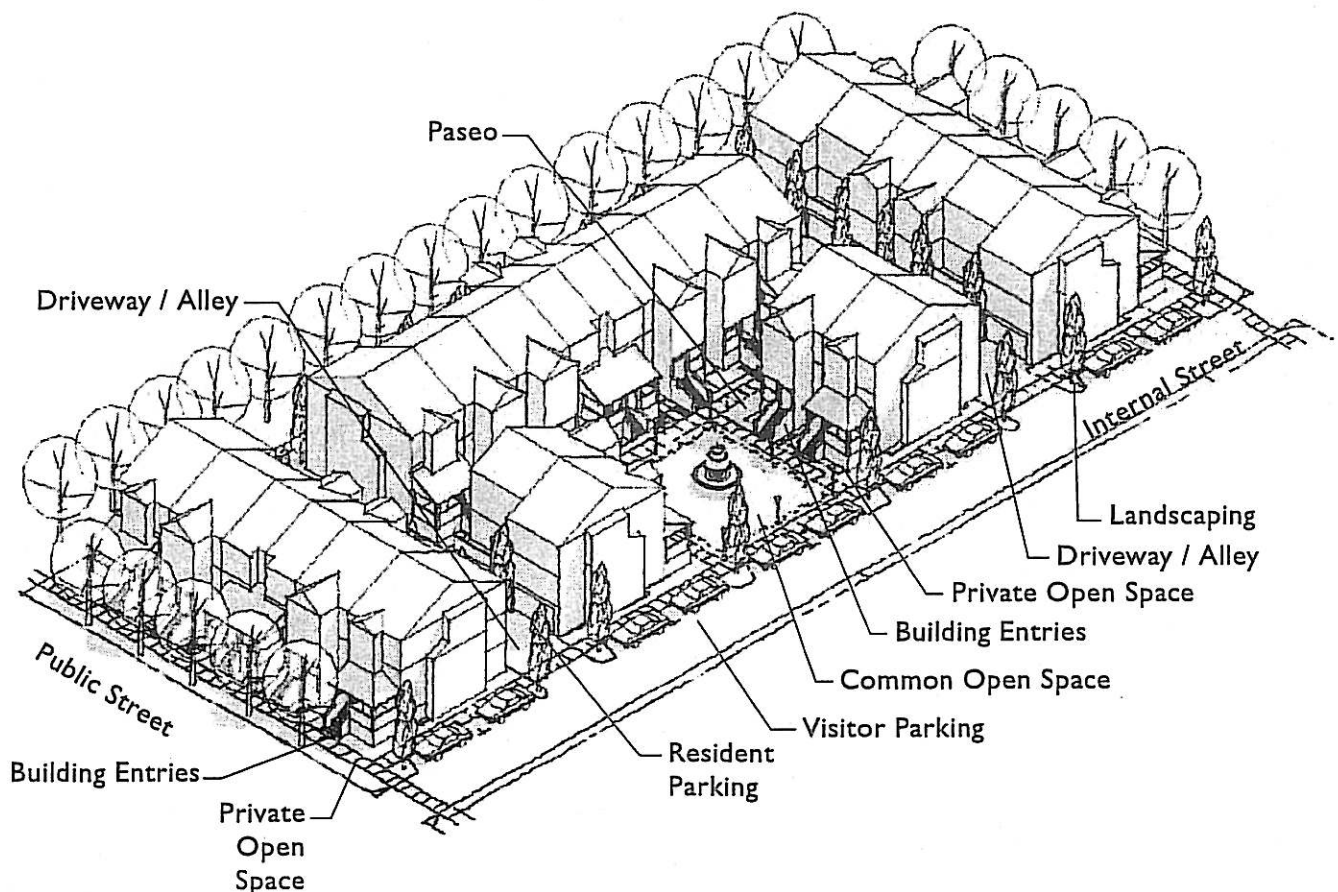 Paseo
Driveway / Alley
Internal Street
Landscaping
Driveway / Alley
Private Open Space
Building Entries
Common Open Space
Visitor Parking
Resident
Parking
Public Street
Building Entries
Private
Open
Space